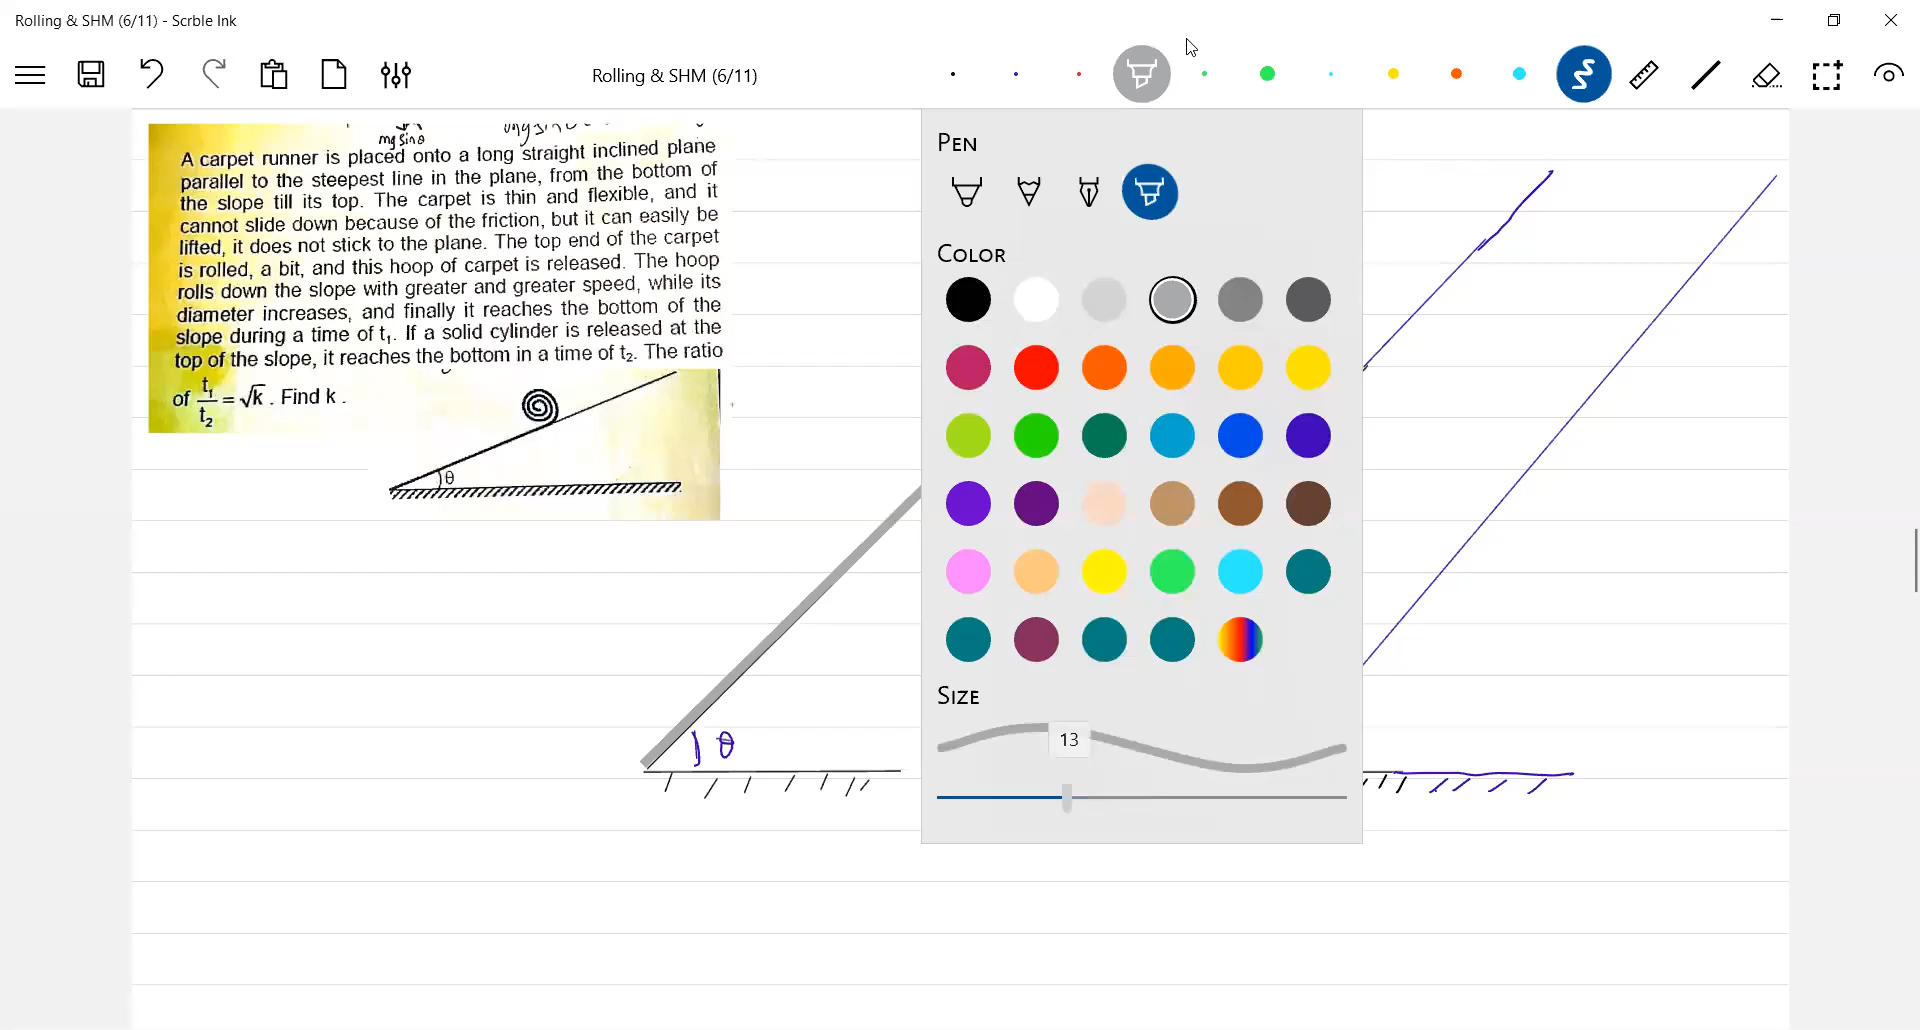 Rolling & SHM (6/11) - Scrble Ink
Rolling & SHM (6/11)
mg sinθ
A carpet runner is placed onto a long straight inclined plane
parallel to the steepest line in the plane, from the bottom of
the slope till its top. The carpet is thin and flexible, and it
cannot slide down because of the friction, but it can easily be
lifted, it does not stick to the plane. The top end of the carpet
is rolled, a bit, and this hoop of carpet is released. The hoop
rolls down the slope with greater and greater speed, while its
diameter increases, and finally it reaches the bottom of the
slope during a time of t₁. If a solid cylinder is released at the
top of the slope, it reaches the bottom in a time of t₂. The ratio
of t₁/t₂ = √k . Find k .
θ
θ
PEN
COLOR
SIZE
13